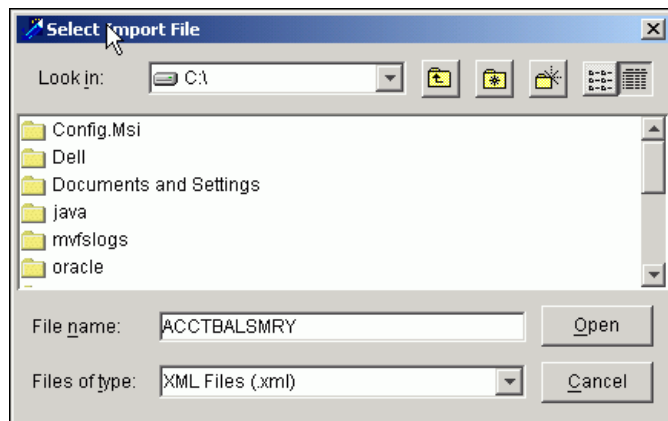 Select Import File
Look in: C:\
Config.Msi
Dell
Documents and Settings
java
mvfslogs
oracle
File name: ACCTBALSMRY Open
Files of type: XML Files (.xml) Cancel